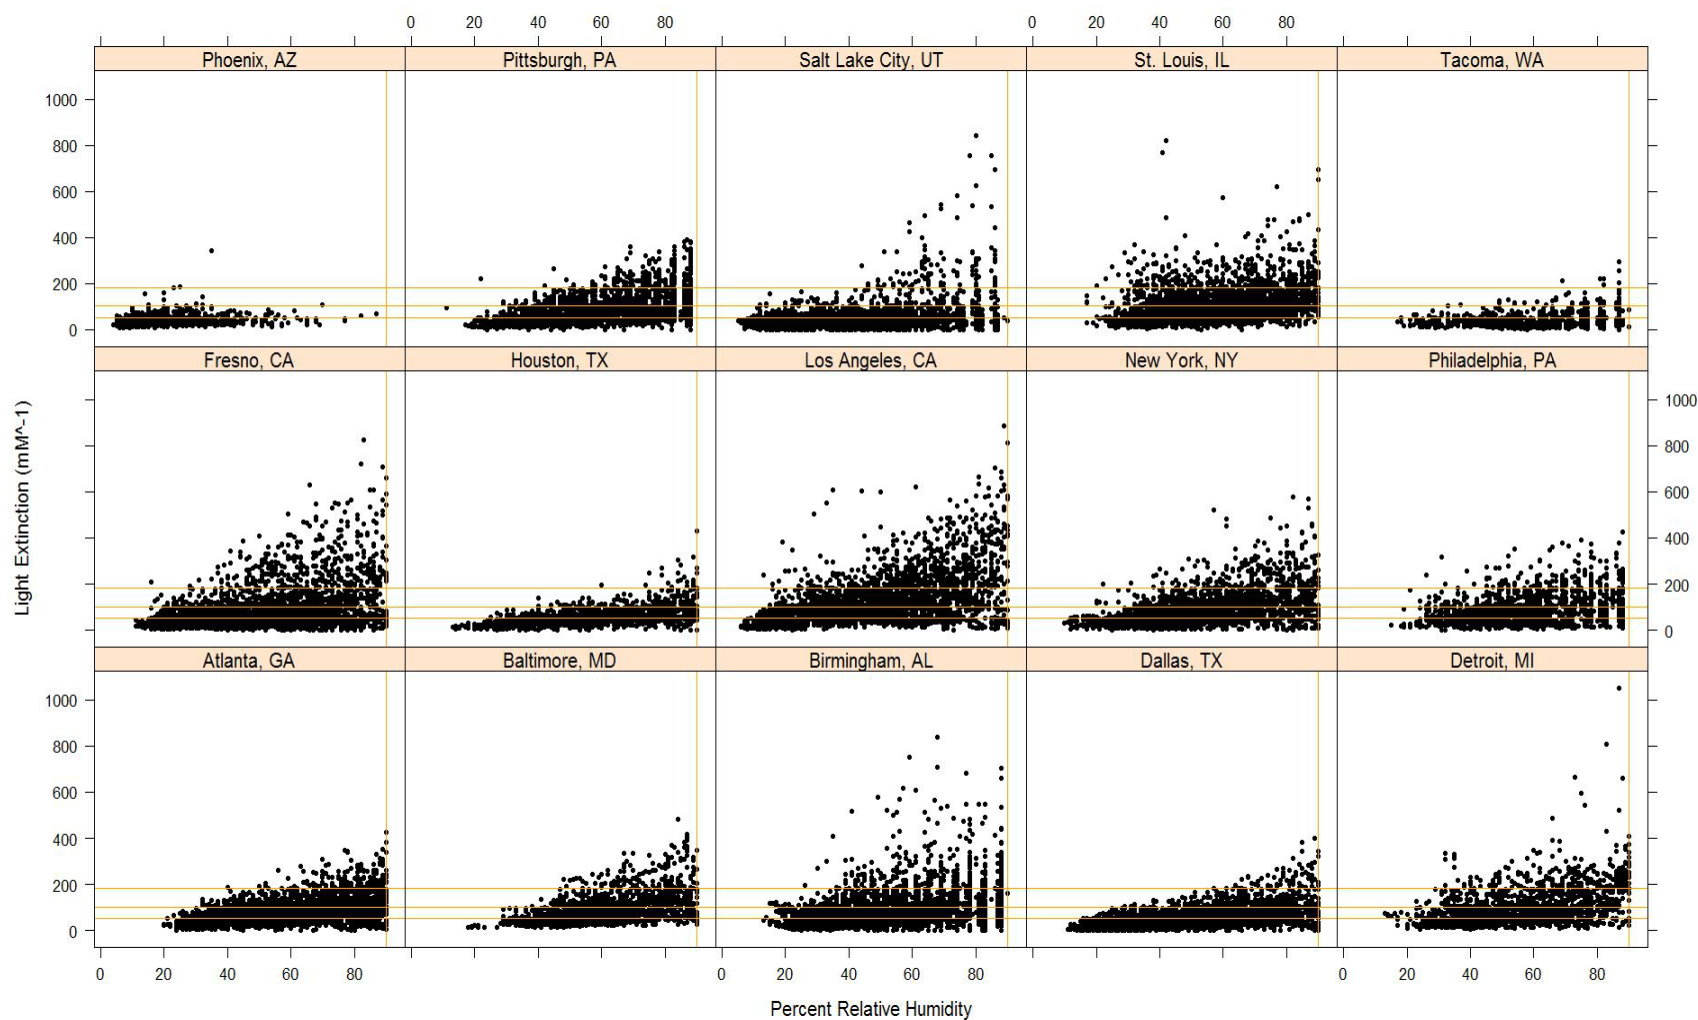 0 20 40 60 80 0 20 40 60 80
Phoenix, AZ Pittsburgh, PA Salt Lake City, UT St. Louis, IL Tacoma, WA
1000
800
600
400
200
0
Fresno, CA Houston, TX Los Angeles, CA New York, NY Philadelphia, PA
1000
800
600
400
200
0
Light Extinction (mM^-1)
Atlanta, GA Baltimore, MD Birmingham, AL Dallas, TX Detroit, MI
1000
800
600
400
200
0
0 20 40 60 80 0 20 40 60 80 0 20 40 60 80
Percent Relative Humidity